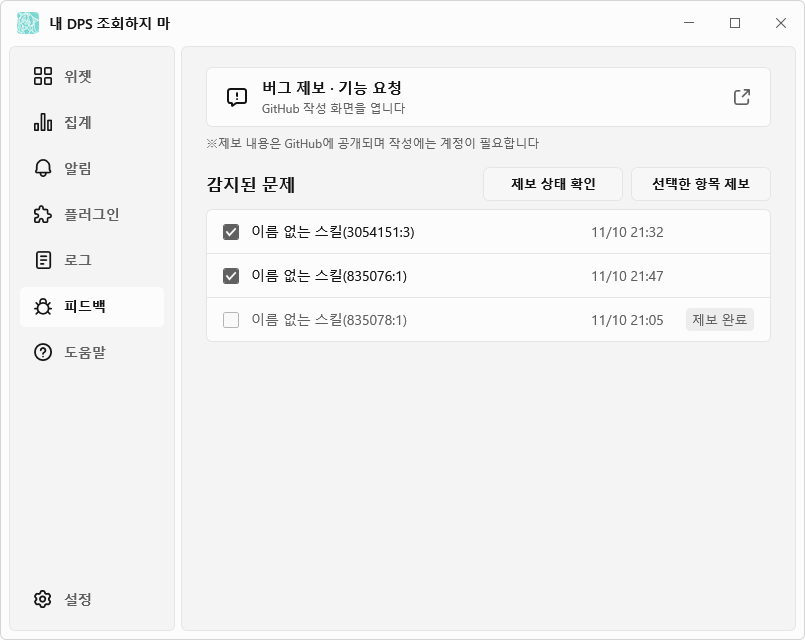 내 DPS 조회하지 마
위젯
집계
알림
플러그인
로그
피드백
도움말
설정
버그 제보 · 기능 요청
GitHub 작성 화면을 엽니다
※제보 내용은 GitHub에 공개되며 작성에는 계정이 필요합니다
감지된 문제
제보 상태 확인
선택한 항목 제보
이름 없는 스킬(3054151:3) 11/10 21:32
이름 없는 스킬(835076:1) 11/10 21:47
이름 없는 스킬(835078:1) 11/10 21:05 제보 완료